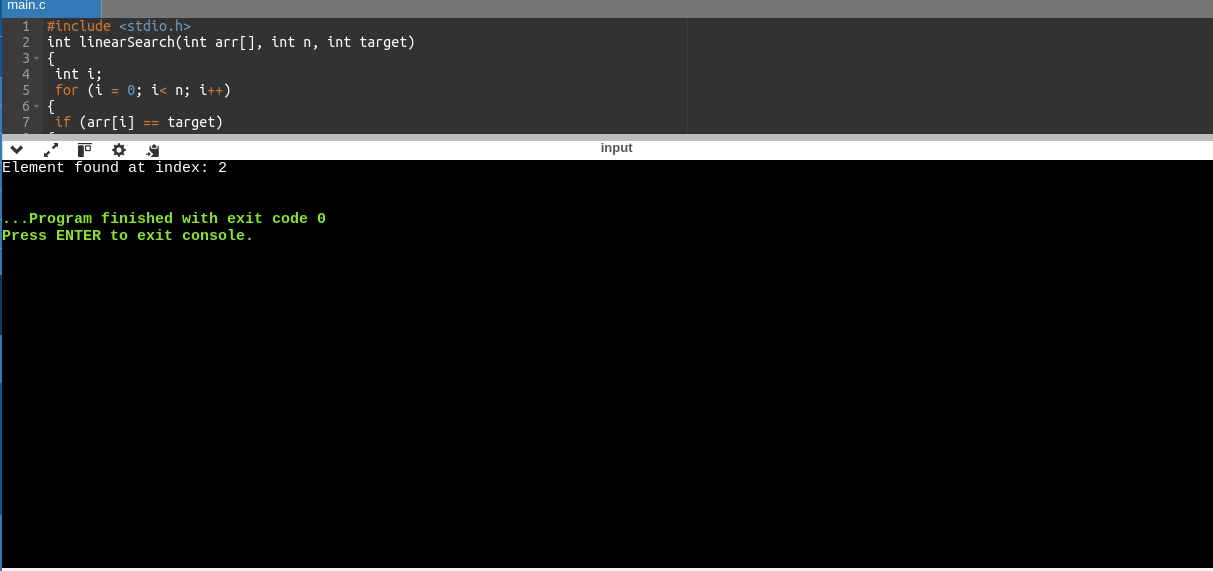 main.c
1 #include <stdio.h>
2 int linearSearch(int arr[], int n, int target)
3 {
4 int i;
5 for (i = 0; i< n; i++)
6 {
7 if (arr[i] == target)
input
Element found at index: 2
...Program finished with exit code 0
Press ENTER to exit console.